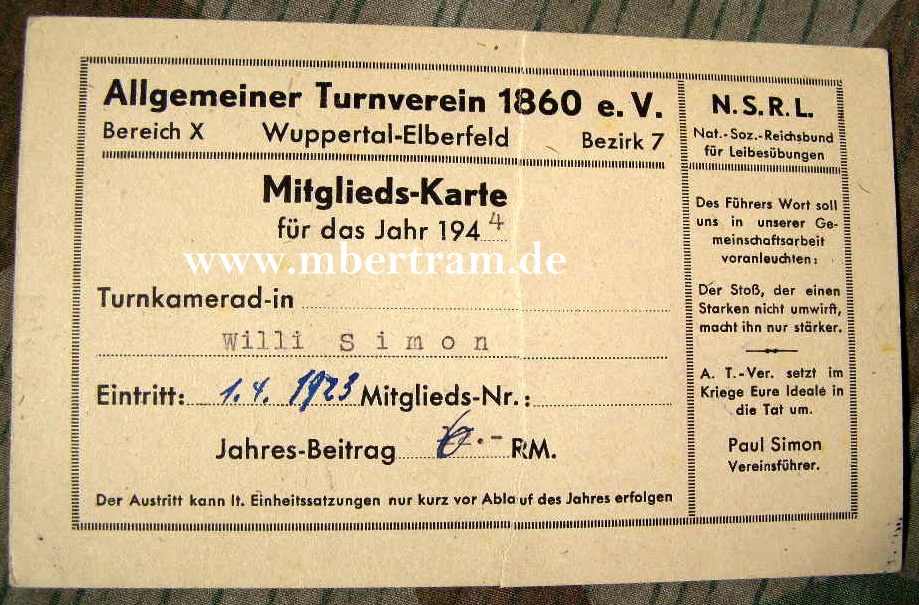 Allgemeiner Turnverein 1860 e.V.
Bereich X Wuppertal-Elberfeld Bezirk 7
Mitglieds-Karte
für das Jahr 1944
www.mbertram.de
Turnkamerad-in
Willi Simon
Eintritt: 1.4. 1923 Mitglieds-Nr.:
Jahres-Beitrag 6.- RM.
Der Austritt kann lt. Einheitssatzungen nur kurz vor Ablauf des Jahres erfolgen
N.S.R.L.
Nat.-Soz.-Reichsbund
für Leibesübungen
Des Führers Wort soll
uns in unserer Ge-
meinschaftsarbeit
voranleuchten:
Der Stoß, der einen
Starken nicht umwirft,
macht ihn nur stärker.
A. T.-Ver. setzt im
Kriege Eure Ideale in
die Tat um.
Paul Simon
Vereinsführer.